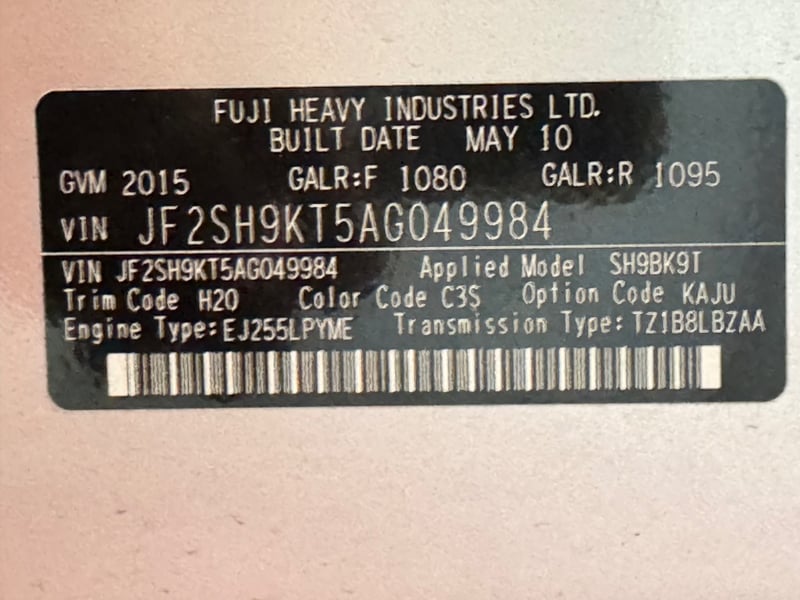 FUJI HEAVY INDUSTRIES LTD.
BUILT DATE MAY 10
GVM 2015 GALR:F 1080 GALR:R 1095
VIN JF2SH9KT5AG049984
VIN JF2SH9KT5AG049984 Applied Model SH9BK9T
Trim Code H20 Color Code C3S Option Code KAJU
Engine Type:EJ255LPYME Transmission Type:TZ1B8LBZAA